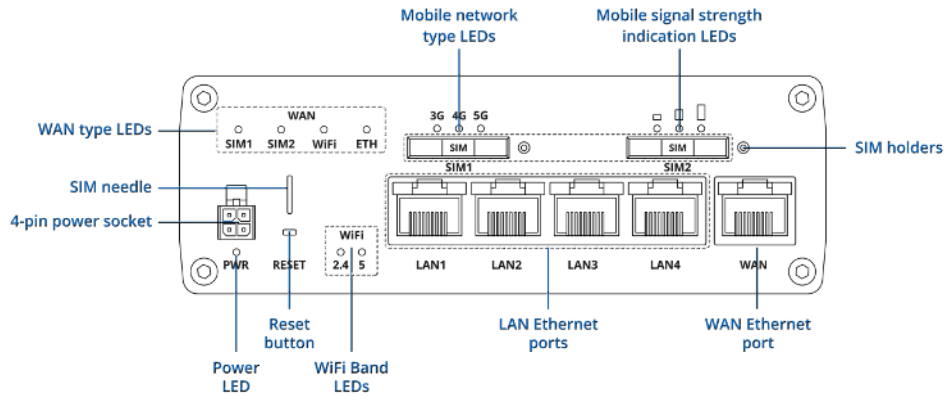 Mobile network
type LEDs
Mobile signal strength
indication LEDs
WAN type LEDs
WAN
SIM1 SIM2 WiFi ETH
3G 4G 5G
SIM
SIM1
SIM
SIM2
SIM holders
SIM needle
4-pin power socket
PWR
RESET
WiFi
2.4 5
LAN1 LAN2 LAN3 LAN4 WAN
Reset
button
Power
LED
WiFi Band
LEDs
LAN Ethernet
ports
WAN Ethernet
port